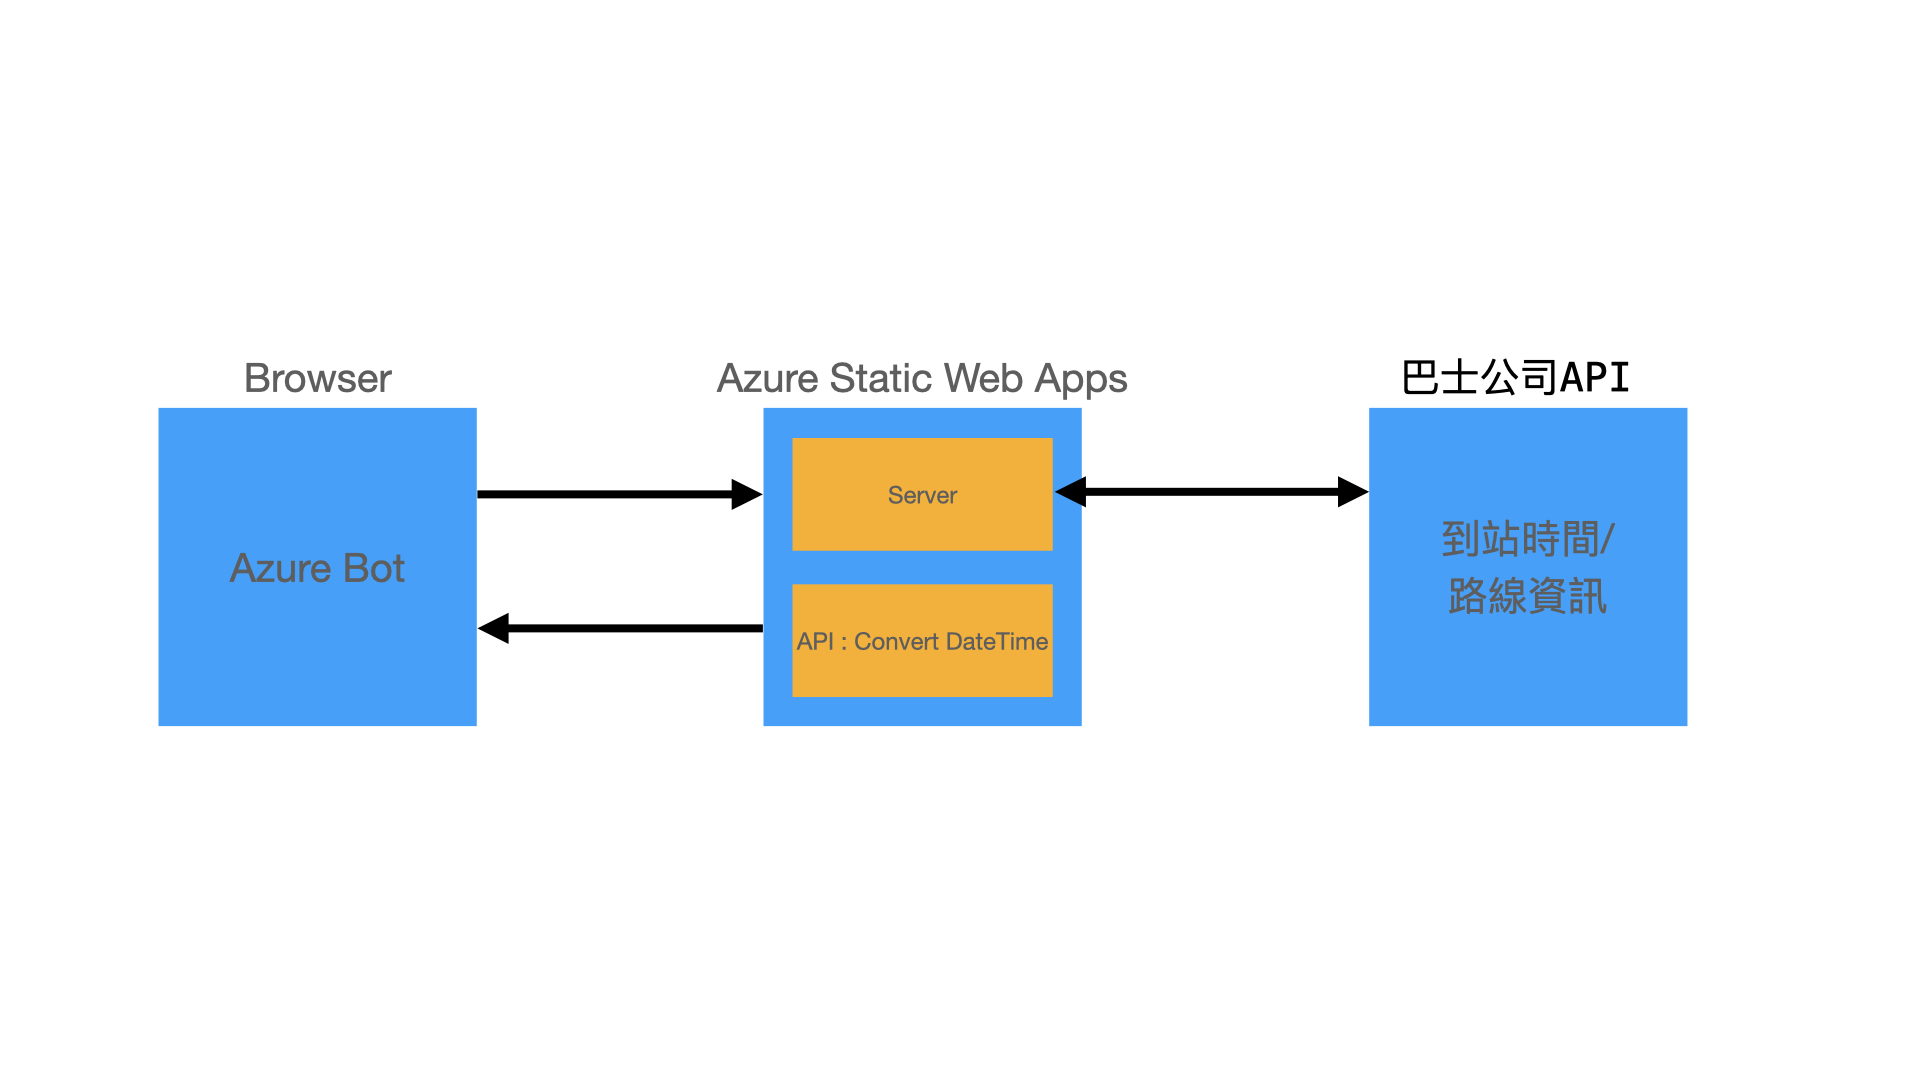 Browser
Azure Static Web Apps
巴士公司API
Azure Bot
Server
API : Convert DateTime
到站時間/
路線資訊